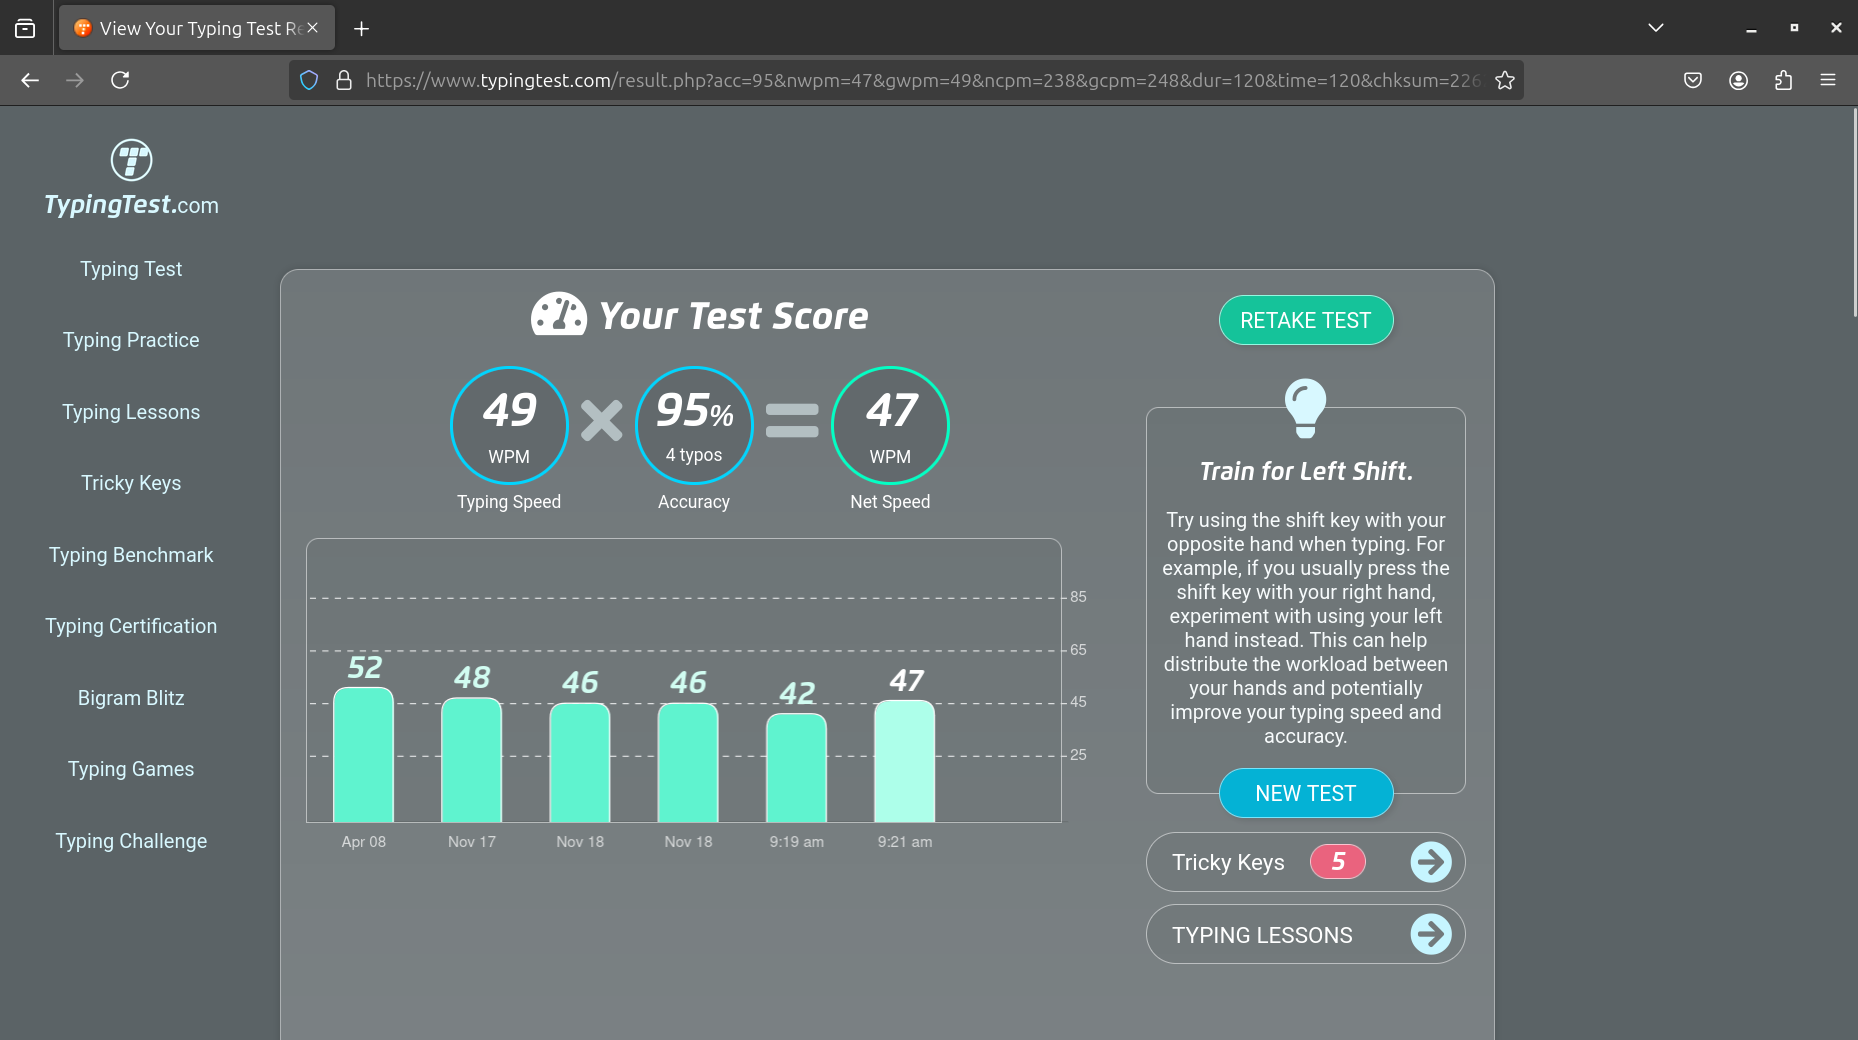 View Your Typing Test Re
https://www.typingtest.com/result.php?acc=95&nwpm=47&gwpm=49&ncpm=238&gcpm=248&dur=120&time=120&chksum=226
TypingTest.com
Typing Test
Typing Practice
Typing Lessons
Tricky Keys
Typing Benchmark
Typing Certification
Bigram Blitz
Typing Games
Typing Challenge
Your Test Score
49 95% 47
WPM 4 typos WPM
Typing Speed Accuracy Net Speed
85
65
45
25
52 48 46 46 42 47
Apr 08 Nov 17 Nov 18 Nov 18 9:19 am 9:21 am
RETAKE TEST
Train for Left Shift.
Try using the shift key with your
opposite hand when typing. For
example, if you usually press the
shift key with your right hand,
experiment with using your left
hand instead. This can help
distribute the workload between
your hands and potentially
improve your typing speed and
accuracy.
NEW TEST
Tricky Keys 5
TYPING LESSONS